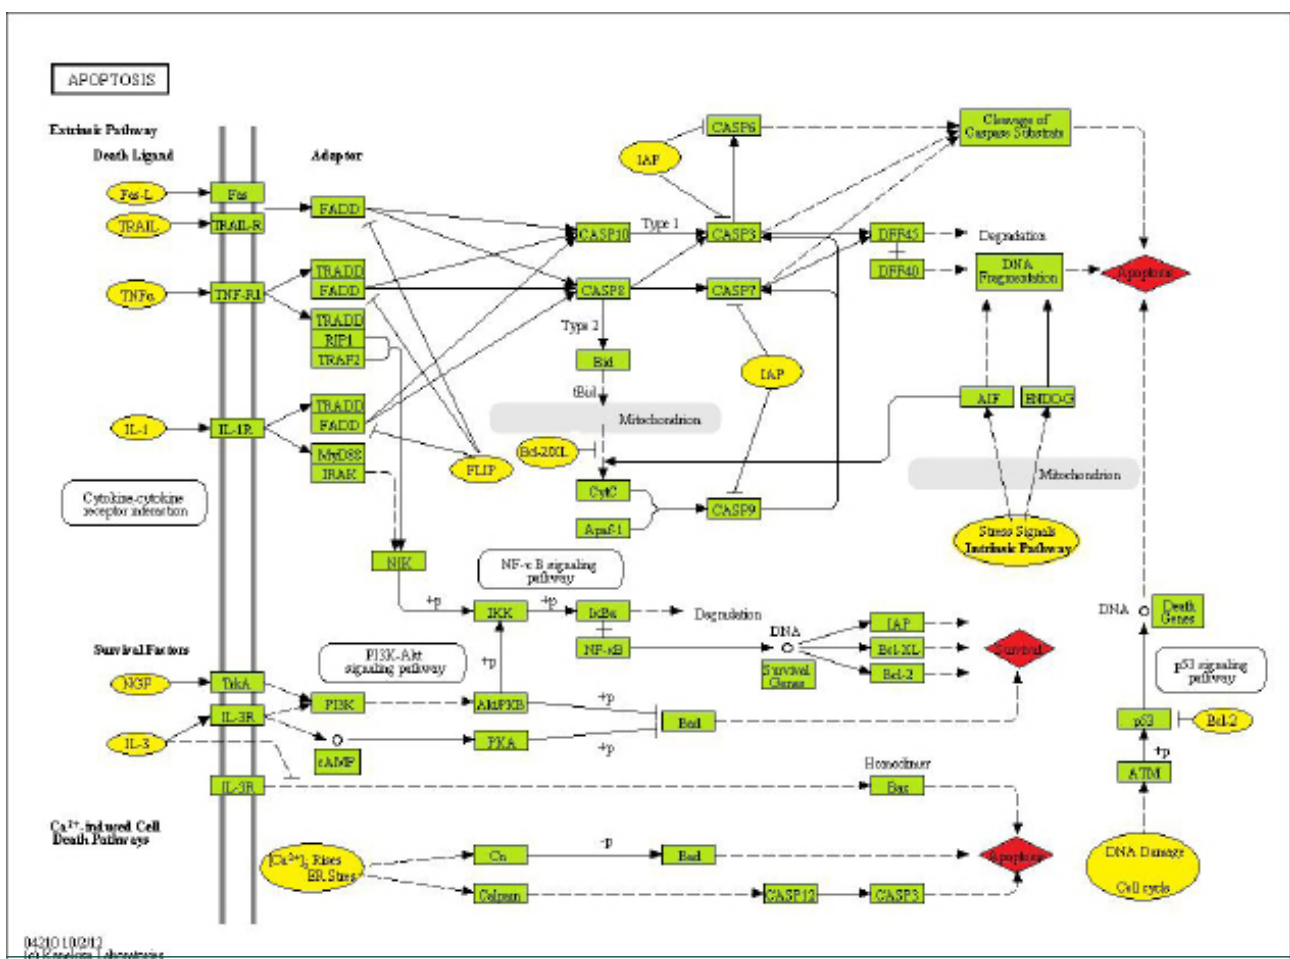 APOPTOSIS
Extrinsic Pathway
Death Ligand
Adaptor
Fas-L
Fas
TRAIL
TRAIL-R
FADD
TNFα
TNF-R1
TRADD
FADD
TRADD
RIP1
TRAF2
IL-1
IL-1R
TRADD
FADD
MyD88
IRAK
FLIP
Cytokine-cytokine
receptor interaction
IAP
CASP6
Cleavage of
Caspase Substrate
CASP10
Type 1
CASP3
DFF45
Degradation
DFF40
DNA
Fragmentation
Apoptosis
CASP8
CASP7
Type 2
Bid
tBid
IAP
Mitochondrion
Bcl-2/XL
CytC
Apaf-1
CASP9
AIF
ENDO-G
Mitochondrion
Stress Signals
Intrinsic Pathway
NIK
NF-κB signaling
pathway
+p
IKK
+p
IκBα
Degradation
NF-κB
DNA
Survival
Genes
IAP
Bcl-XL
Bcl-2
Survival
DNA
Death
Genes
p53 signaling
pathway
Survival Factors
PI3K-Akt
signaling pathway
+p
NGF
TrkA
PI3K
Akt/PKB
+p
Bad
IL-3
IL-3R
cAMP
PKA
+p
p53
Bcl-2
+p
ATM
IL-3R
Homodimer
Bax
Ca²⁺-induced Cell
Death Pathways
[Ca²⁺]i Rises
ER Stres
Cn
-p
Bad
Apoptosis
Calpain
CASP12
CASP3
DNA Damage
Cell cycle
04210 10/2/12
(c) Kanehisa Laboratories